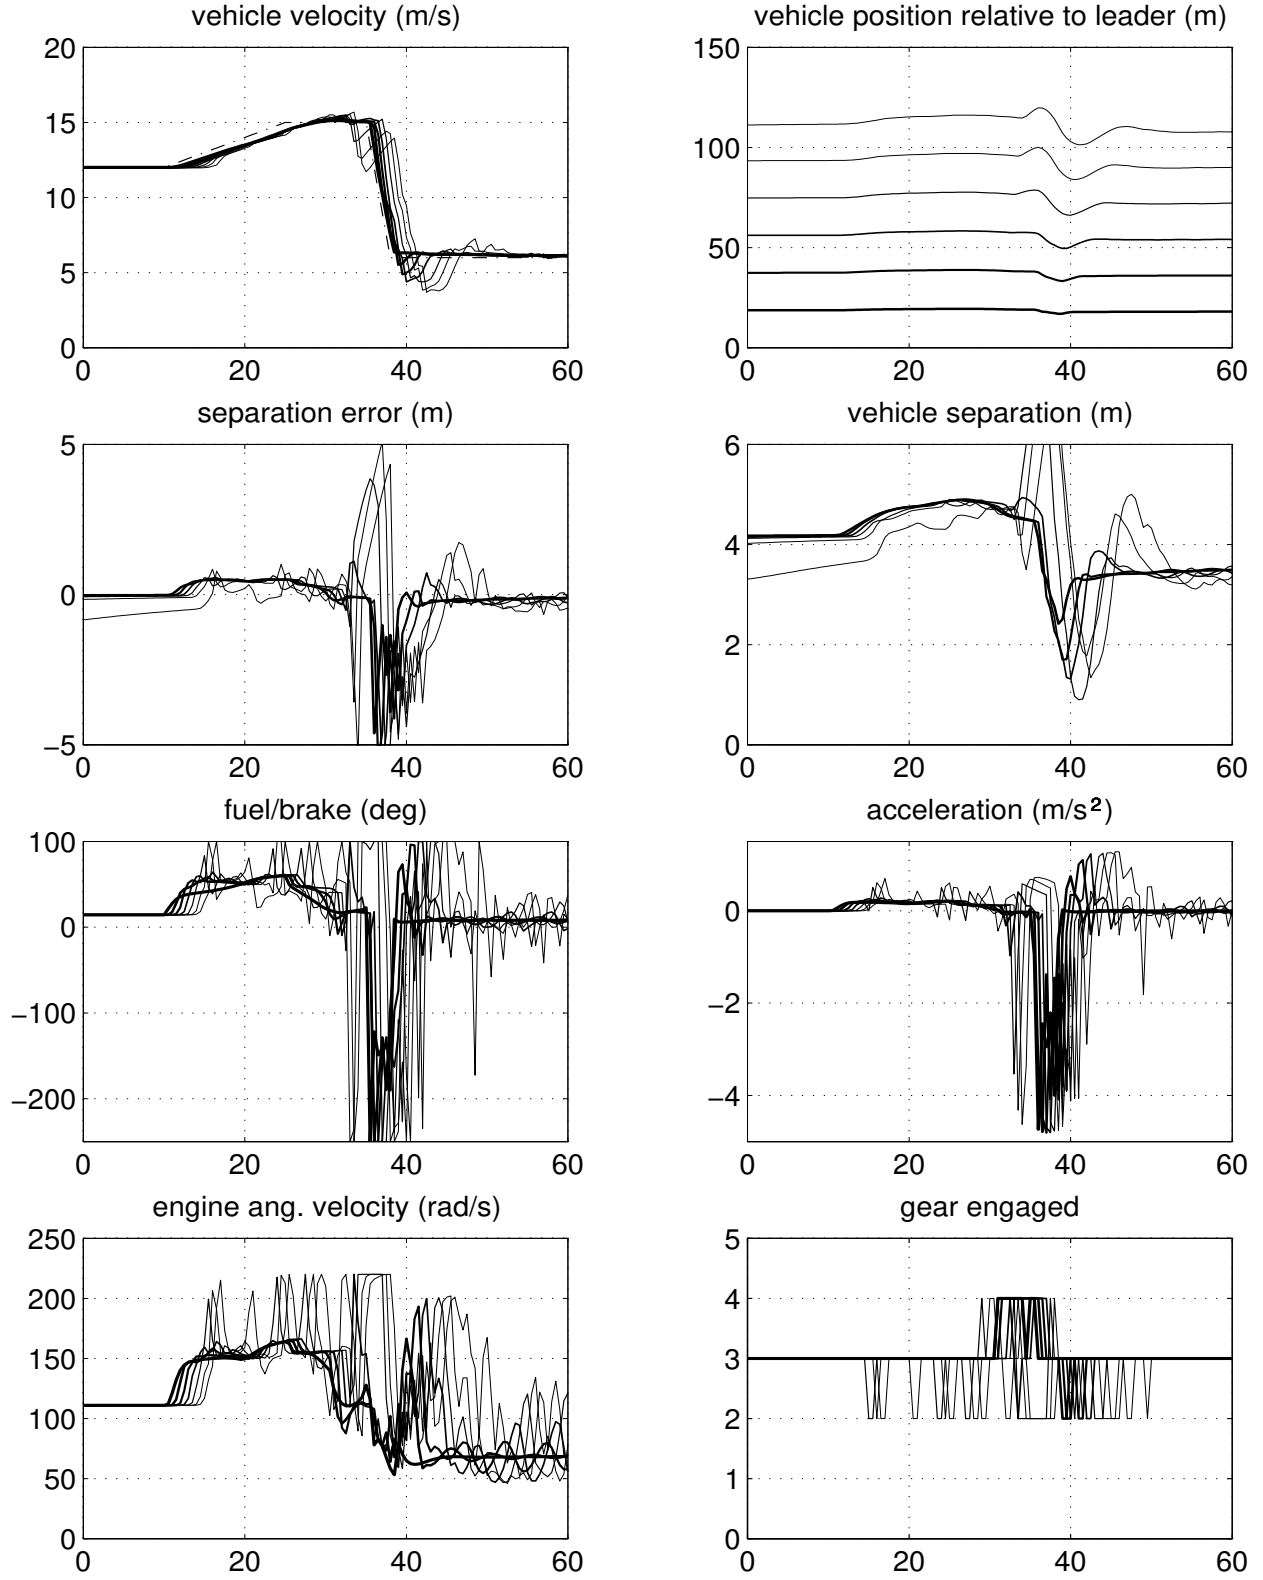 vehicle velocity (m/s)
20
15
10
5
0
0 20 40 60
vehicle position relative to leader (m)
150
100
50
0
0 20 40 60
separation error (m)
5
0
−5
0 20 40 60
vehicle separation (m)
6
4
2
0
0 20 40 60
fuel/brake (deg)
100
0
−100
−200
0 20 40 60
acceleration (m/s²)
0
−2
−4
0 20 40 60
engine ang. velocity (rad/s)
250
200
150
100
50
0
0 20 40 60
gear engaged
5
4
3
2
1
0
0 20 40 60